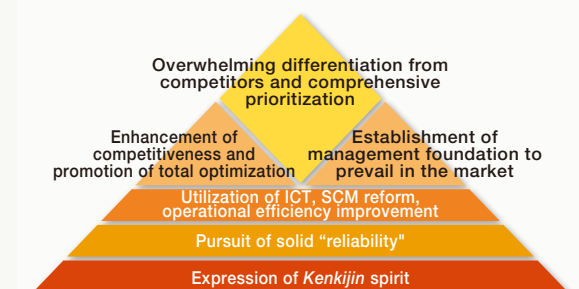 Overwhelming differentiation from
competitors and comprehensive
prioritization
Enhancement of
competitiveness and
promotion of total optimization
Establishment of
management foundation to
prevail in the market
Utilization of ICT, SCM reform,
operational efficiency improvement
Pursuit of solid “reliability"
Expression of Kenkijin spirit